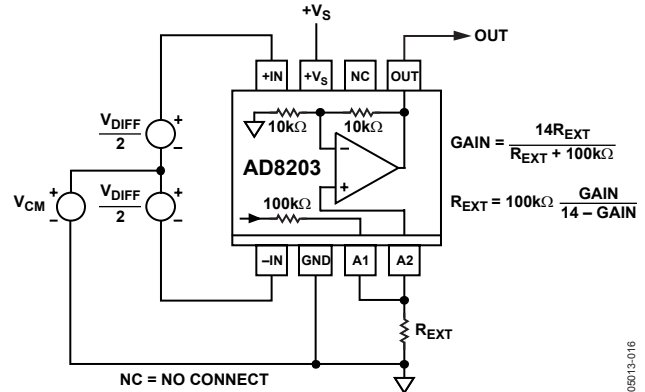 +VS
OUT
+IN
+VS
NC
OUT
10kΩ
10kΩ
VDIFF
2
+
−
AD8203
−
+
GAIN = 14REXT
REXT + 100kΩ
100kΩ
REXT = 100kΩ GAIN
14 – GAIN
VCM
+
−
VDIFF
2
+
−
–IN
GND
A1
A2
REXT
NC = NO CONNECT
05013-016